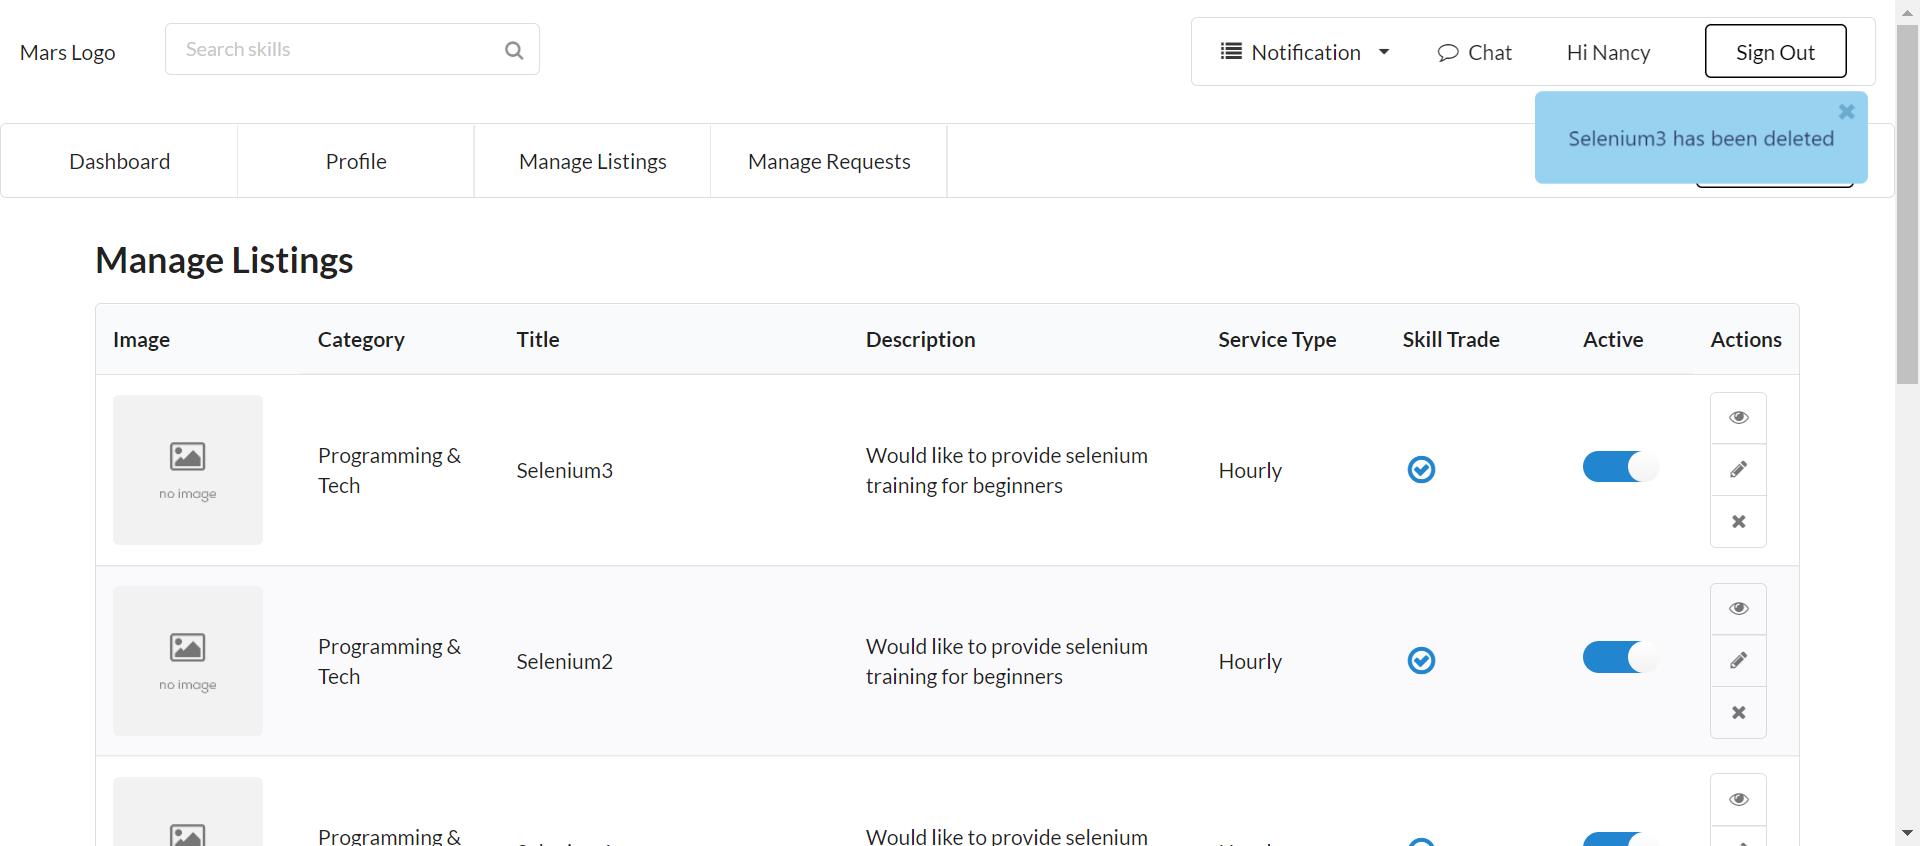 Mars Logo
Search skills
Notification
Chat
Hi Nancy
Sign Out
Selenium3 has been deleted
Dashboard
Profile
Manage Listings
Manage Requests
Manage Listings
Image Category Title Description Service Type Skill Trade Active Actions
no image
Programming &
Tech
Selenium3
Would like to provide selenium
training for beginners
Hourly
no image
Programming &
Tech
Selenium2
Would like to provide selenium
training for beginners
Hourly
Programming &
Would like to provide selenium